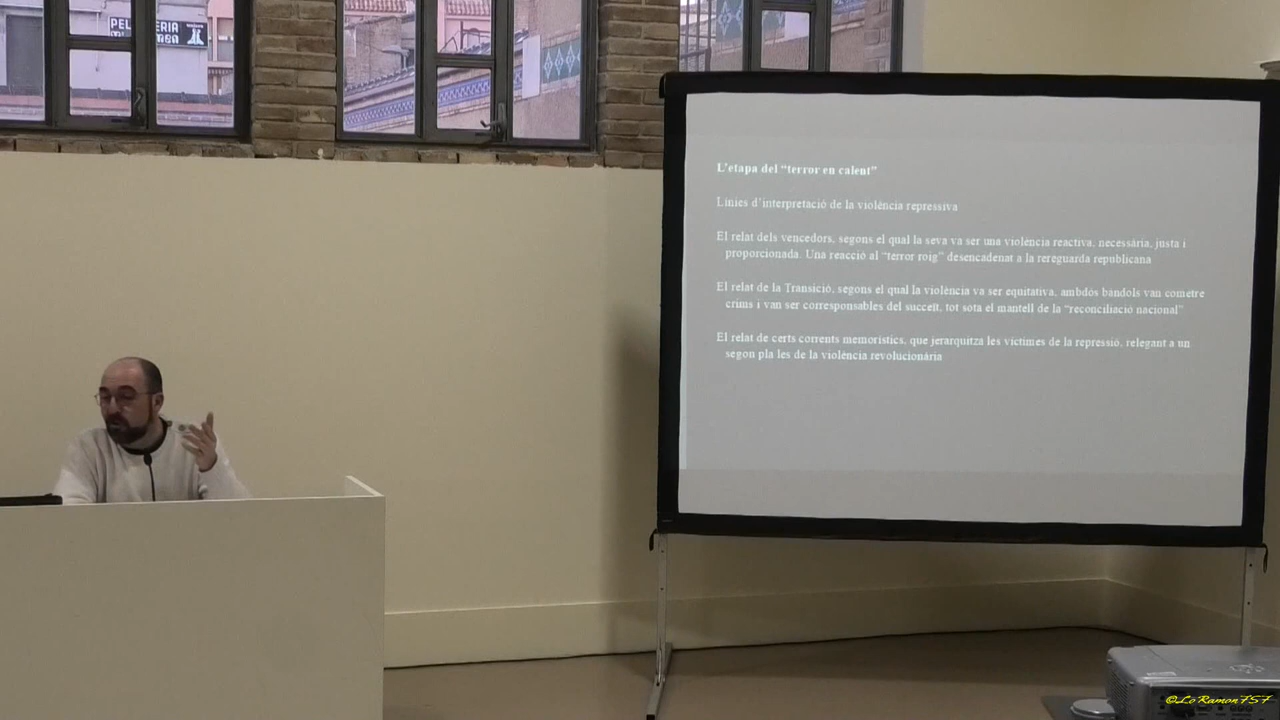 PEL
ERIA
L'etapa del "terror en calent"
Línies d'interpretació de la violència repressiva
El relat dels vencedors, segons el qual la seva va ser una violència reactiva, necessària, justa i
proporcionada. Una reacció al "terror roig" desencadenat a la rereguarda republicana
El relat de la Transició, segons el qual la violència va ser equitativa, ambdós bàndols van cometre
crims i van ser corresponsables del succeït, tot sota el mantell de la "reconciliació nacional"
El relat de certs corrents memorístics, que jerarquitza les víctimes de la repressió, relegant a un
segon pla les de la violència revolucionària
©LoRamon757